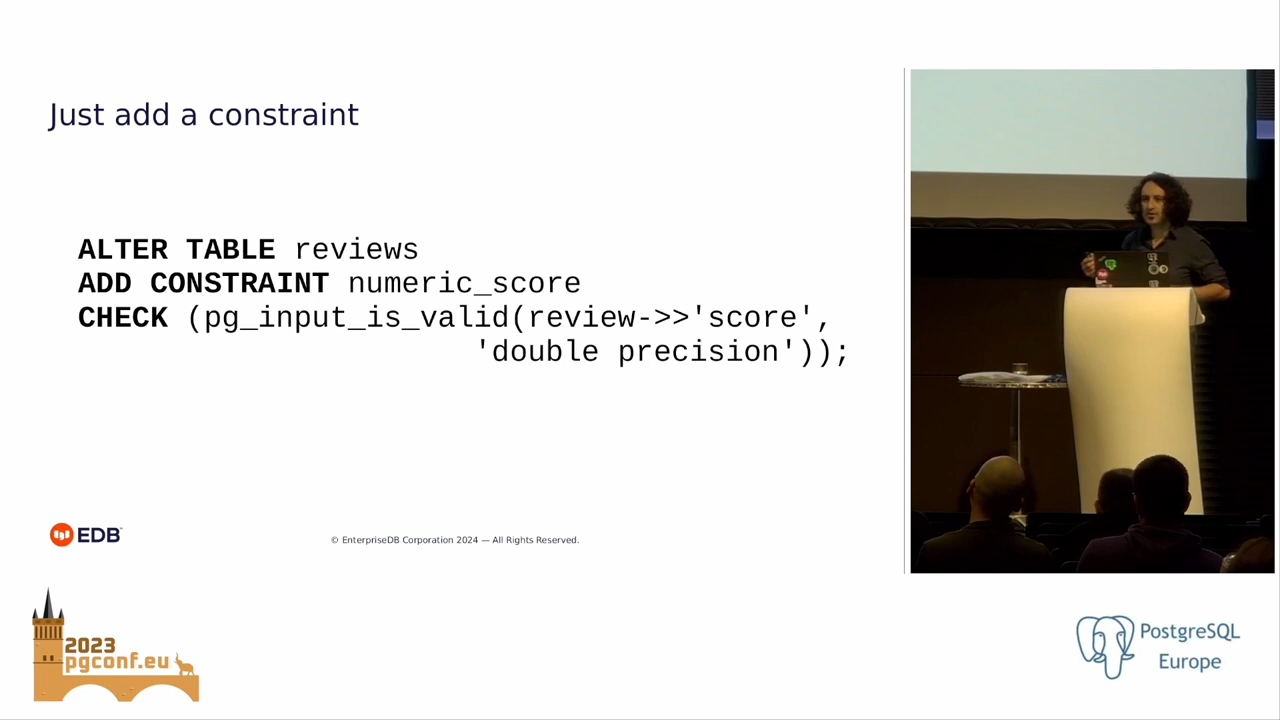 Just add a constraint
ALTER TABLE reviews
ADD CONSTRAINT numeric_score
CHECK (pg_input_is_valid(review->>'score',
'double precision'));
EDB
© EnterpriseDB Corporation 2024 — All Rights Reserved.
2023
pgconf.eu
PostgreSQL
Europe